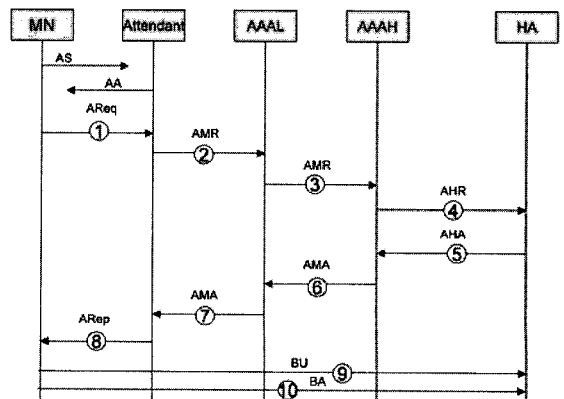 MN Attendant AAAL AAAH HA
AS
AA
AReq
①
AMR
②
AMR
③
AHR
④
AHA
⑤
AMA
⑥
AMA
⑦
ARep
⑧
BU ⑨
⑩ BA